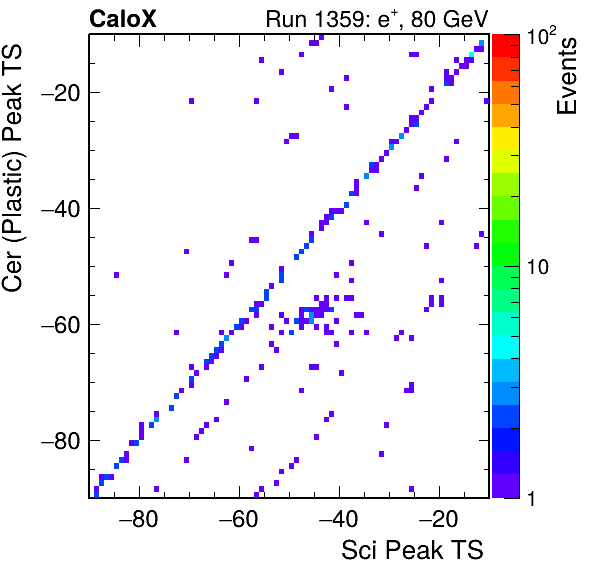 CaloX Run 1359: e⁺, 80 GeV
Cer (Plastic) Peak TS
−20
−40
−60
−80
−80 −60 −40 −20
Sci Peak TS
10²
10
1
Events